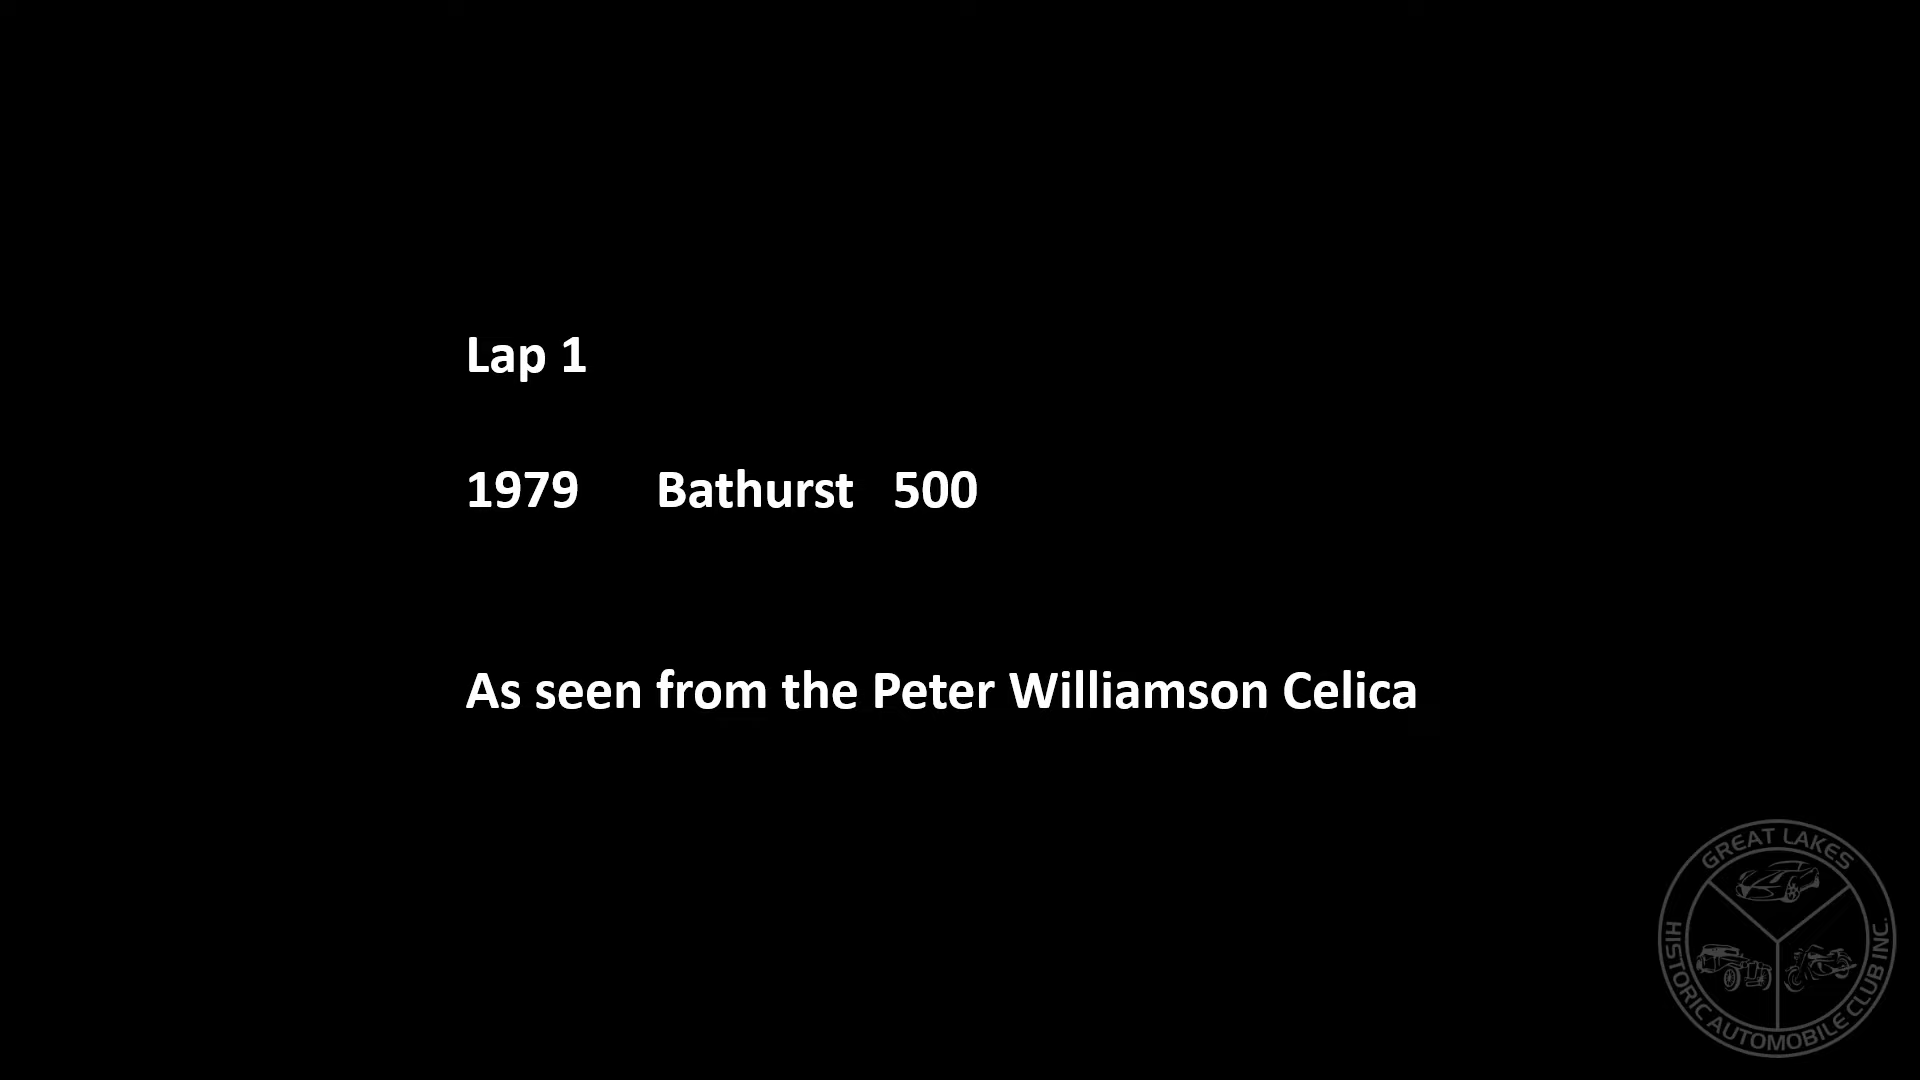 Lap 1
1979 Bathurst 500
As seen from the Peter Williamson Celica
GREAT LAKES
HISTORIC AUTOMOBILE CLUB INC.